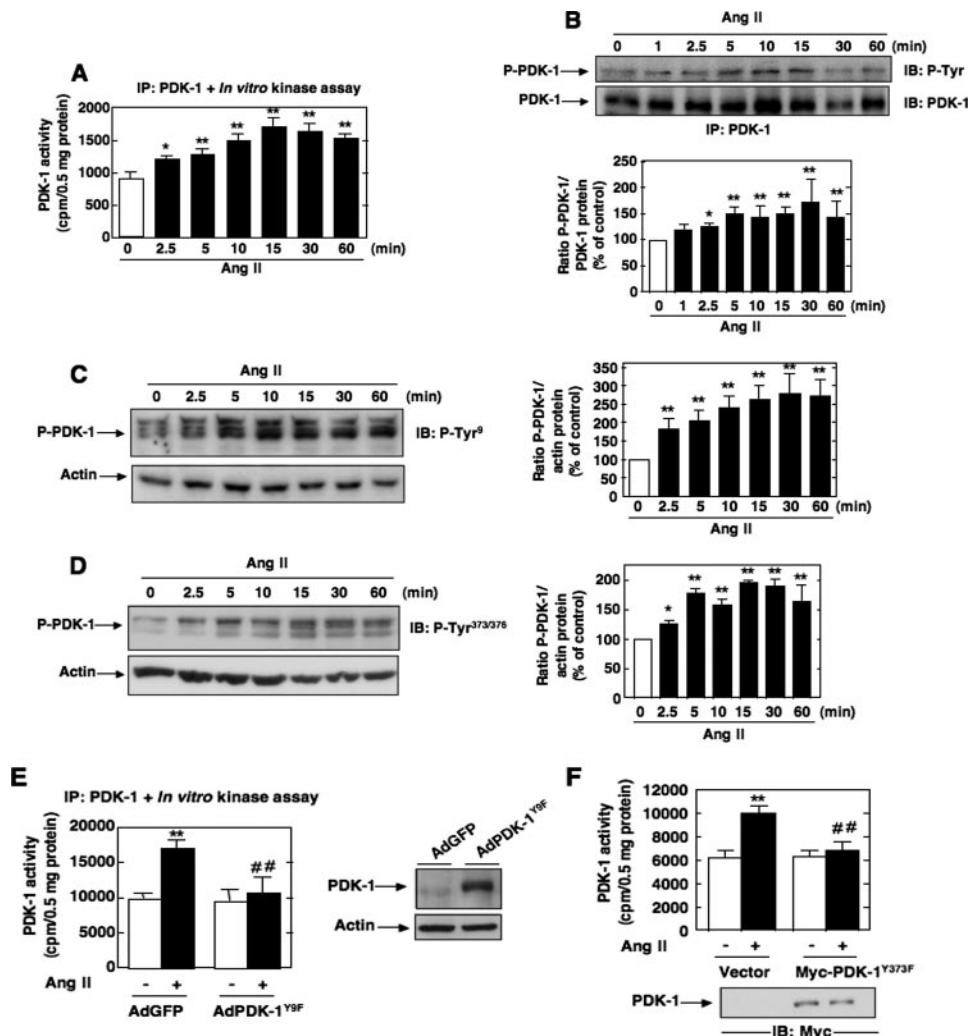 A
IP: PDK-1 + In vitro kinase assay
PDK-1 activity
(cpm/0.5 mg protein)
2000
1500
1000
500
0
* ** ** ** ** **
0 2.5 5 10 15 30 60 (min)
Ang II
B
Ang II
0 1 2.5 5 10 15 30 60 (min)
P-PDK-1 IB: P-Tyr
PDK-1 IB: PDK-1
IP: PDK-1
Ratio P-PDK-1/
PDK-1 protein
(% of control)
250
200
150
100
50
0
* ** ** ** ** **
0 1 2.5 5 10 15 30 60 (min)
Ang II
C
Ang II
0 2.5 5 10 15 30 60 (min)
P-PDK-1 IB: P-Tyr⁹
Actin
Ratio P-PDK-1/
actin protein
(% of control)
350
300
250
200
150
100
50
0
** ** ** ** ** **
0 2.5 5 10 15 30 60 (min)
Ang II
D
Ang II
0 2.5 5 10 15 30 60 (min)
P-PDK-1 IB: P-Tyr³⁷³/³⁷⁶
Actin
Ratio P-PDK-1/
actin protein
(% of control)
200
150
100
50
0
* ** ** ** ** **
0 2.5 5 10 15 30 60 (min)
Ang II
E
IP: PDK-1 + In vitro kinase assay
PDK-1 activity
(cpm/0.5 mg protein)
20000
15000
10000
5000
0
** ##
Ang II - + - +
AdGFP AdPDK-1Y9F
AdGFP AdPDK-1Y9F
PDK-1
Actin
F
PDK-1 activity
(cpm/0.5 mg protein)
12000
10000
8000
6000
4000
2000
0
** ##
Ang II - + - +
Vector Myc-PDK-1Y373F
PDK-1
IB: Myc